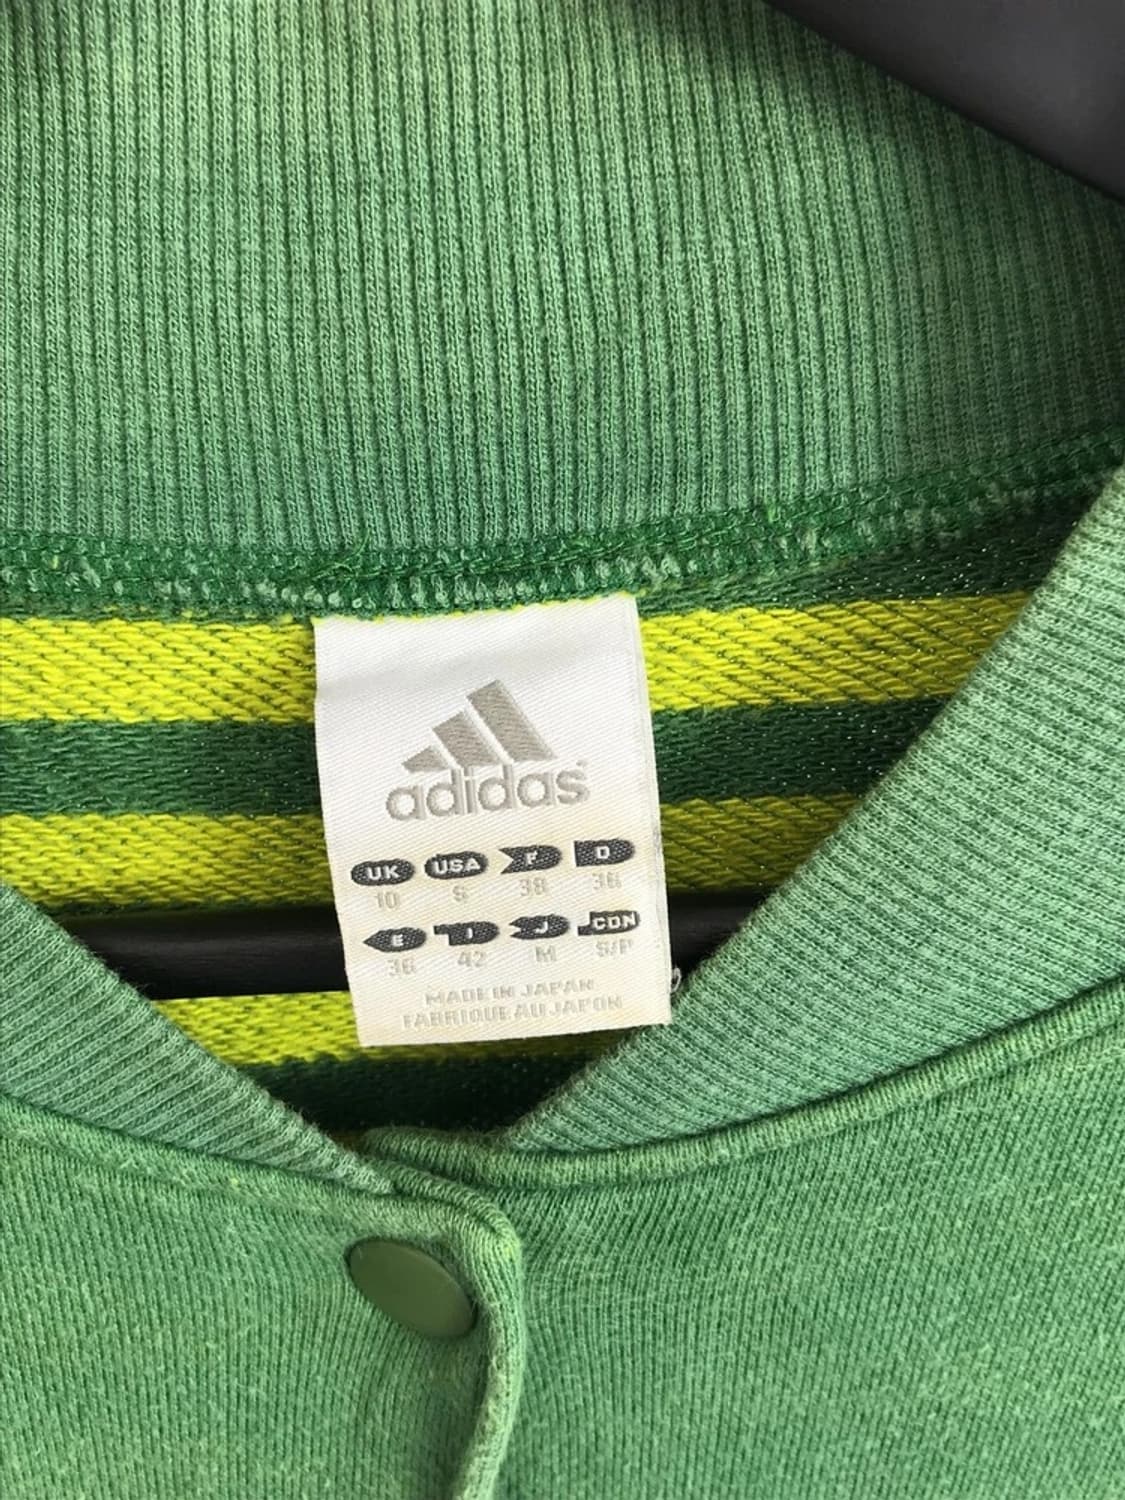 adidas
UK USA F D
10 S 38 36
E I J CDN
36 42 M S/P
MADE IN JAPAN
FABRIQUE AU JAPON